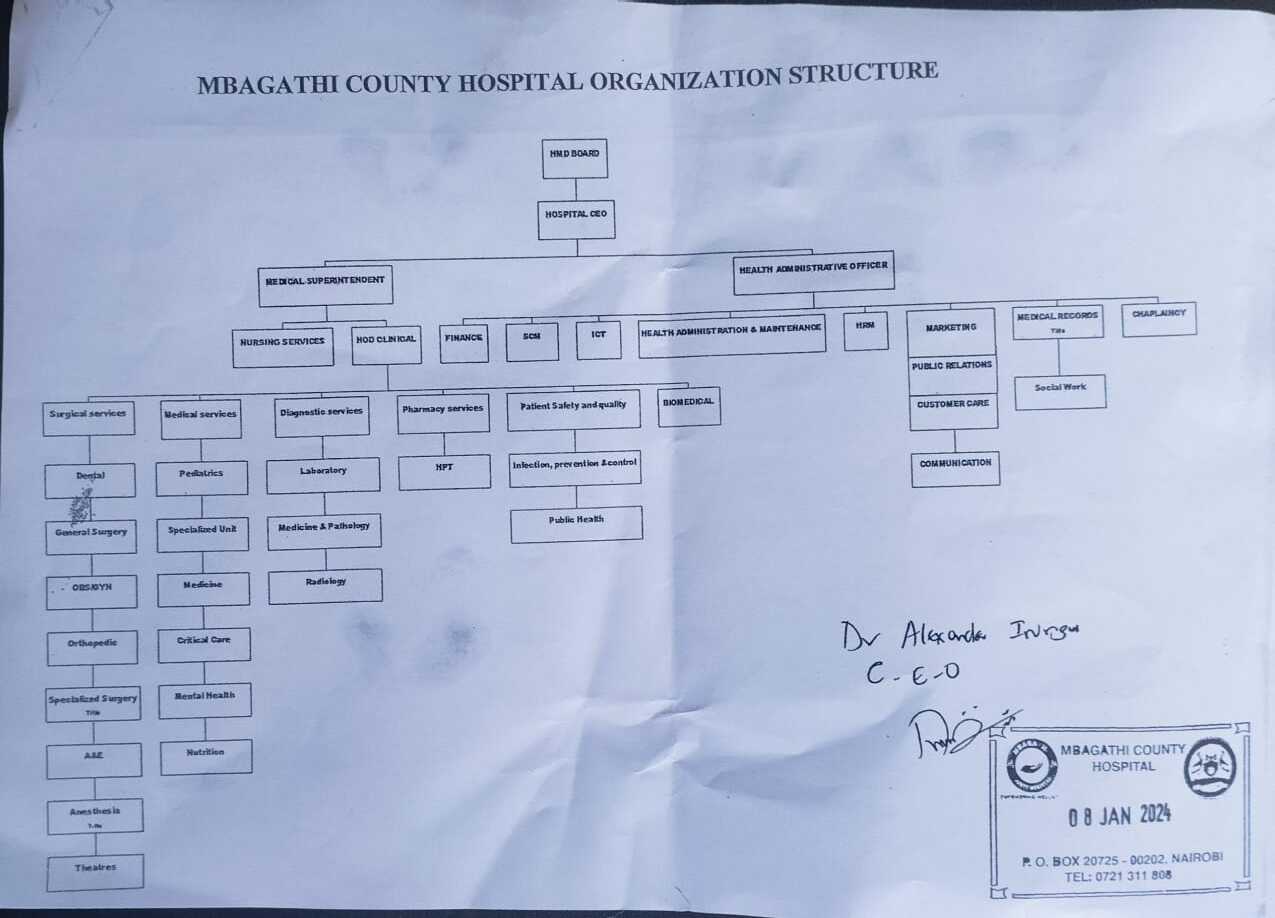 MBAGATHI COUNTY HOSPITAL ORGANIZATION STRUCTURE
HMD BOARD
HOSPITAL CEO
MEDICAL SUPERINTENDENT
HEALTH ADMINISTRATIVE OFFICER
NURSING SERVICES
HOD CLINICAL
FINANCE
SCM
ICT
HEALTH ADMINISTRATION & MAINTENANCE
HRM
MARKETING
PUBLIC RELATIONS
CUSTOMER CARE
COMMUNICATION
MEDICAL RECORDS
Title
Social Work
CHAPLAINCY
Surgical services
Dental
General Surgery
OBS/GYN
Orthopedic
Specialized Surgery
Title
A&E
Anesthesia
Title
Theatres
Medical services
Pediatrics
Specialized Unit
Medicine
Critical Care
Mental Health
Nutrition
Diagnostic services
Laboratory
Medicine & Pathology
Radiology
Pharmacy services
HPT
Patient Safety and quality
Infection, prevention & control
Public Health
BIOMEDICAL
Dr Alexander
C-E-O
MBAGATHI COUNTY
HOSPITAL
08 JAN 2024
P. O. BOX 20725 - 00202, NAIROBI
TEL: 0721 311 808